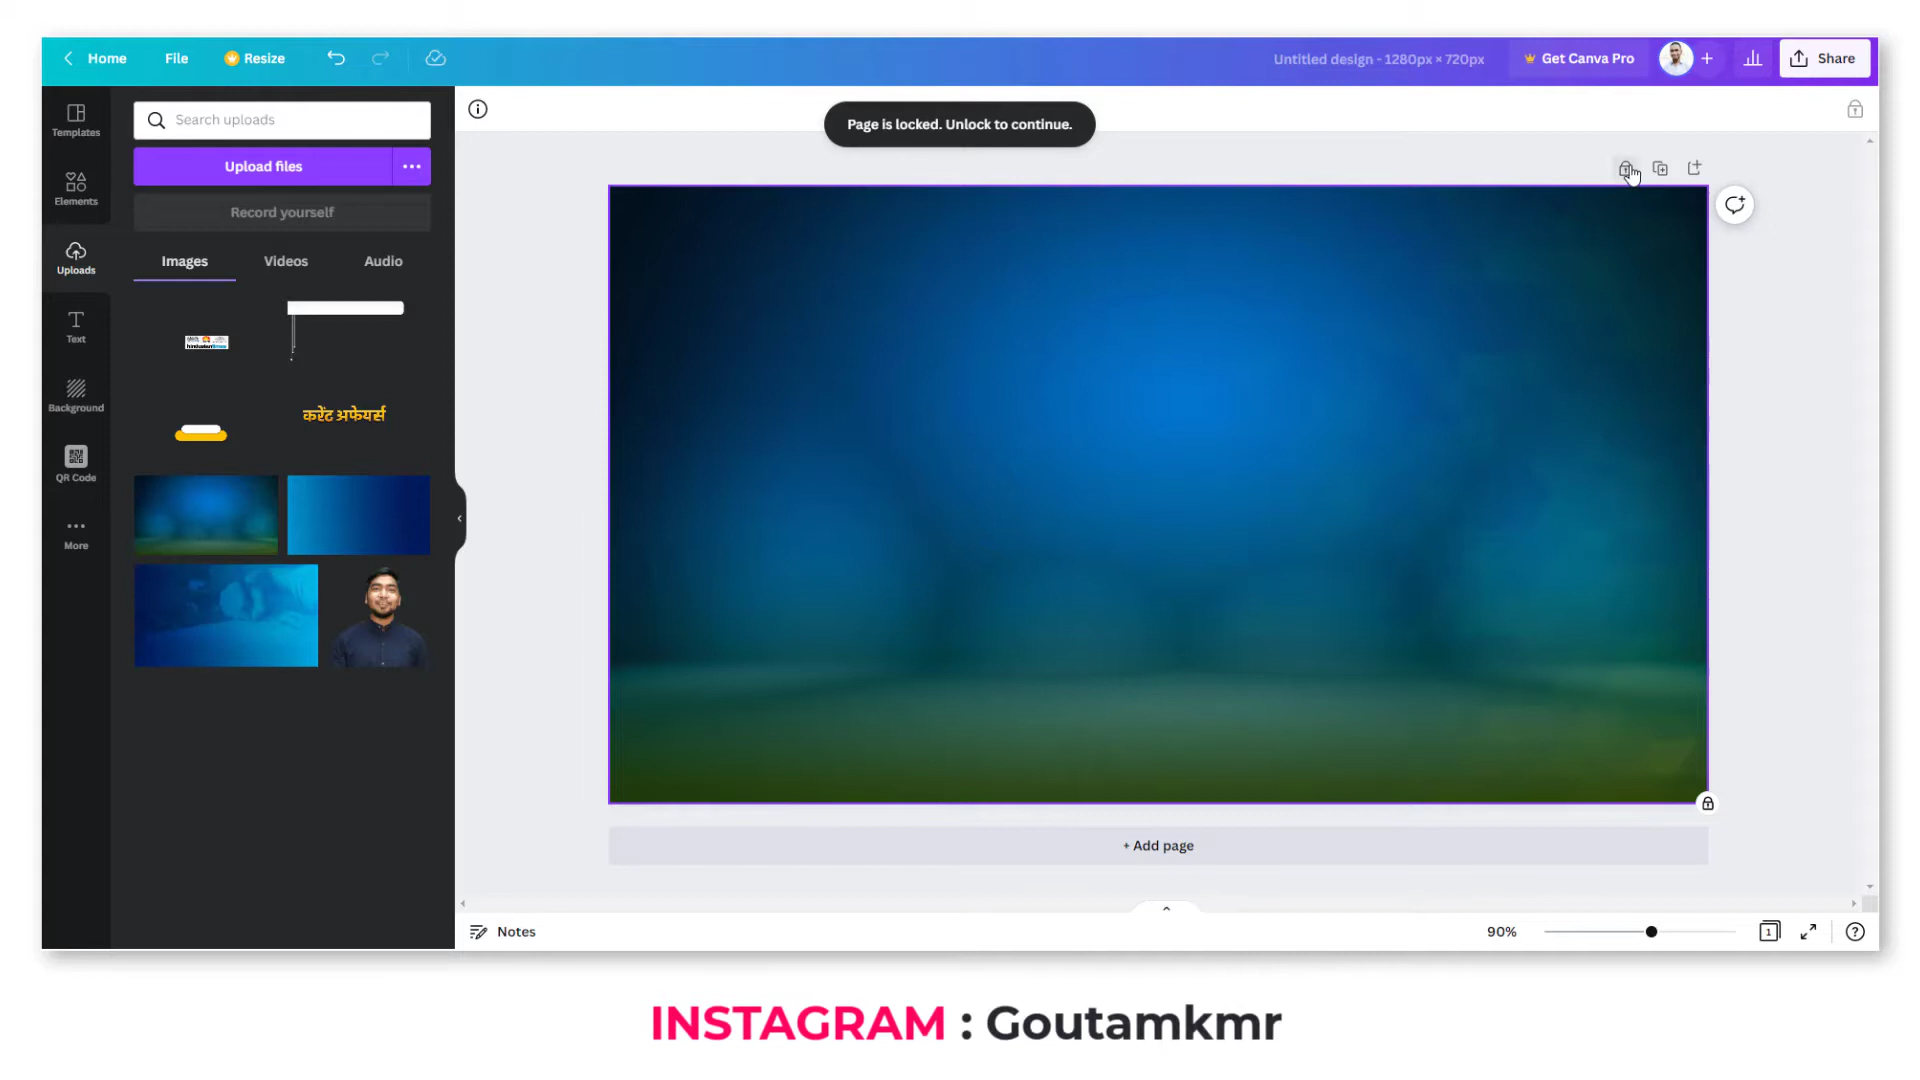 Home File Resize Untitled design - 1280px × 720px Get Canva Pro + Share
Templates
Elements
Uploads
Text
Background
QR Code
More
Search uploads
Upload files
Record yourself
Images Videos Audio
hindustantimes
करेंट अफेयर्स
Page is locked. Unlock to continue.
+ Add page
Notes 90% 1
INSTAGRAM : Goutamkmr